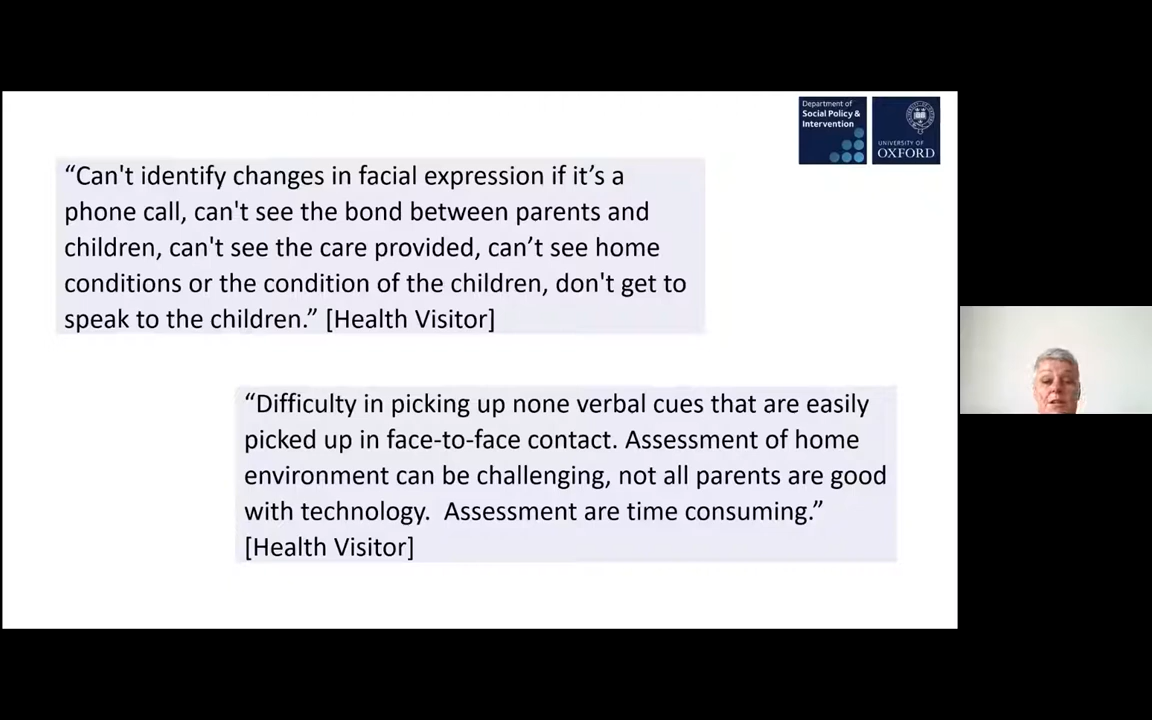 Department of
Social Policy &
Intervention
UNIVERSITY OF
OXFORD
“Can't identify changes in facial expression if it’s a
phone call, can't see the bond between parents and
children, can't see the care provided, can’t see home
conditions or the condition of the children, don't get to
speak to the children.” [Health Visitor]
“Difficulty in picking up none verbal cues that are easily
picked up in face-to-face contact. Assessment of home
environment can be challenging, not all parents are good
with technology.  Assessment are time consuming.”
[Health Visitor]